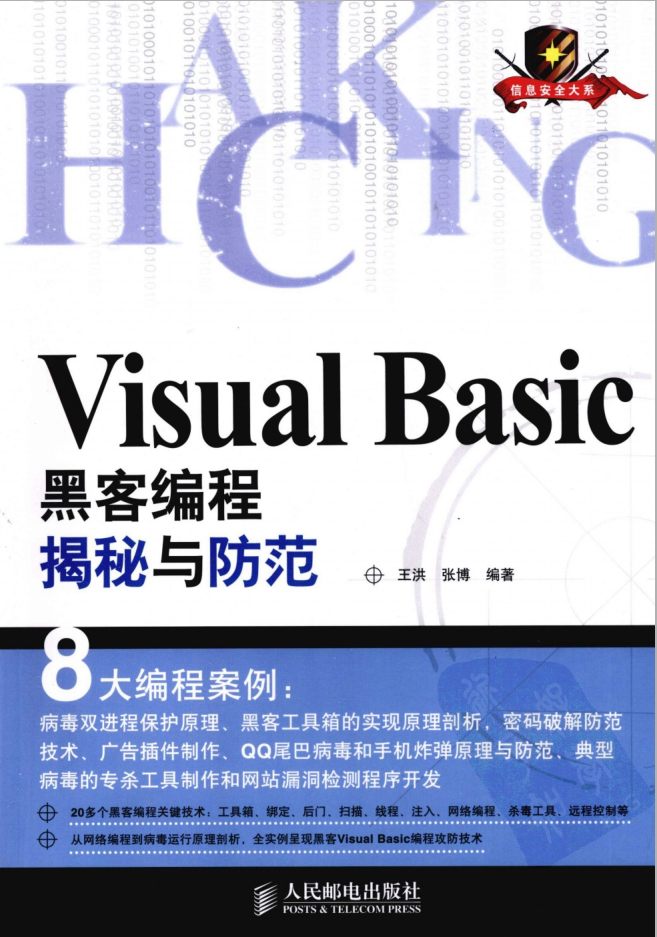 HACKING
信息安全大系
Visual Basic
黑客编程
揭秘与防范
王洪 张博 编著
8大编程案例：
病毒双进程保护原理、黑客工具箱的实现原理剖析，密码破解防范
技术、广告插件制作、QQ尾巴病毒和手机炸弹原理与防范、典型
病毒的专杀工具制作和网站漏洞检测程序开发
20多个黑客编程关键技术：工具箱、绑定、后门、扫描、线程、注入、网络编程、杀毒工具、远程控制等
从网络编程到病毒运行原理剖析，全实例呈现黑客Visual Basic编程攻防技术
人民邮电出版社
POSTS & TELECOM PRESS